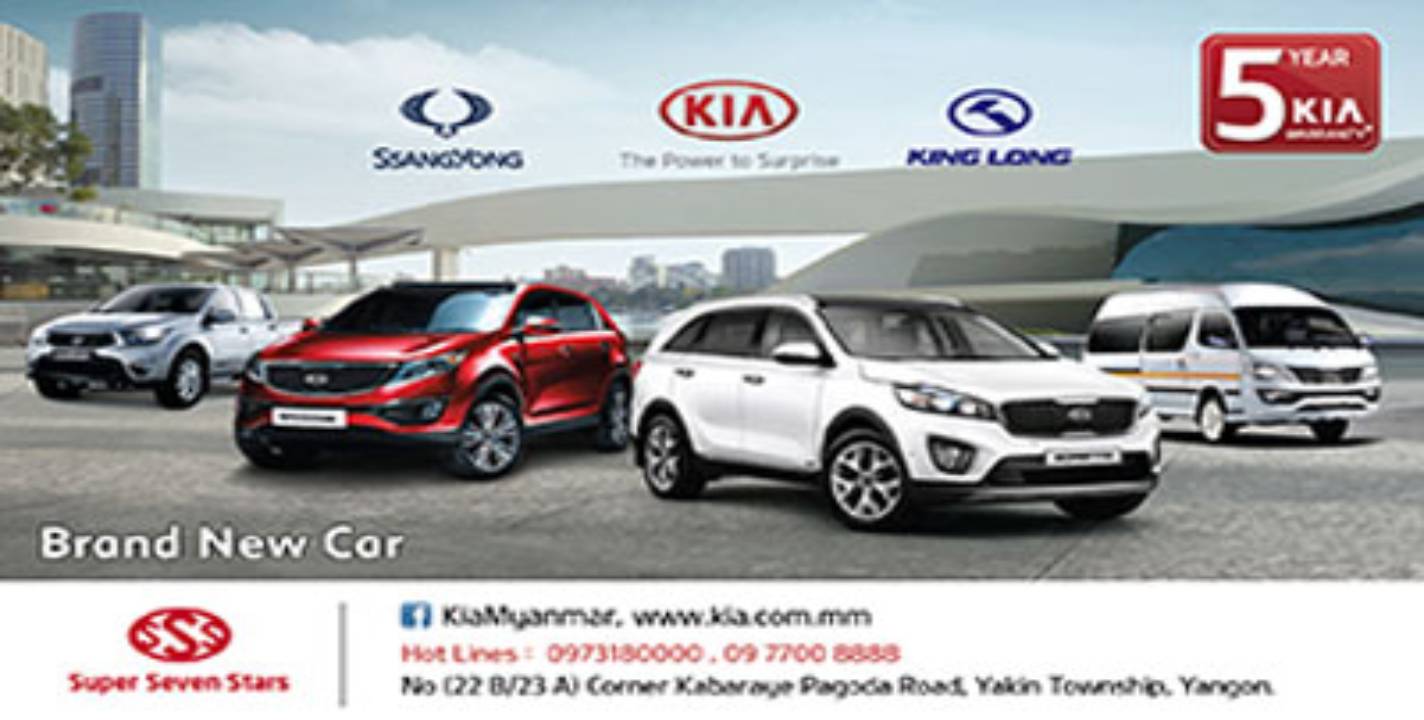 SSANGYONG
KIA
The Power to Surprise
KING LONG
5 YEAR
KIA
WARRANTY*
Brand New Car
SSS
Super Seven Stars
KiaMyanmar, www.kia.com.mm
Hot Lines : 0973180000 , 09 7700 8888
No (22 B/23 A) Corner Kabaraye Pagoda Road, Yakin Township, Yangon.